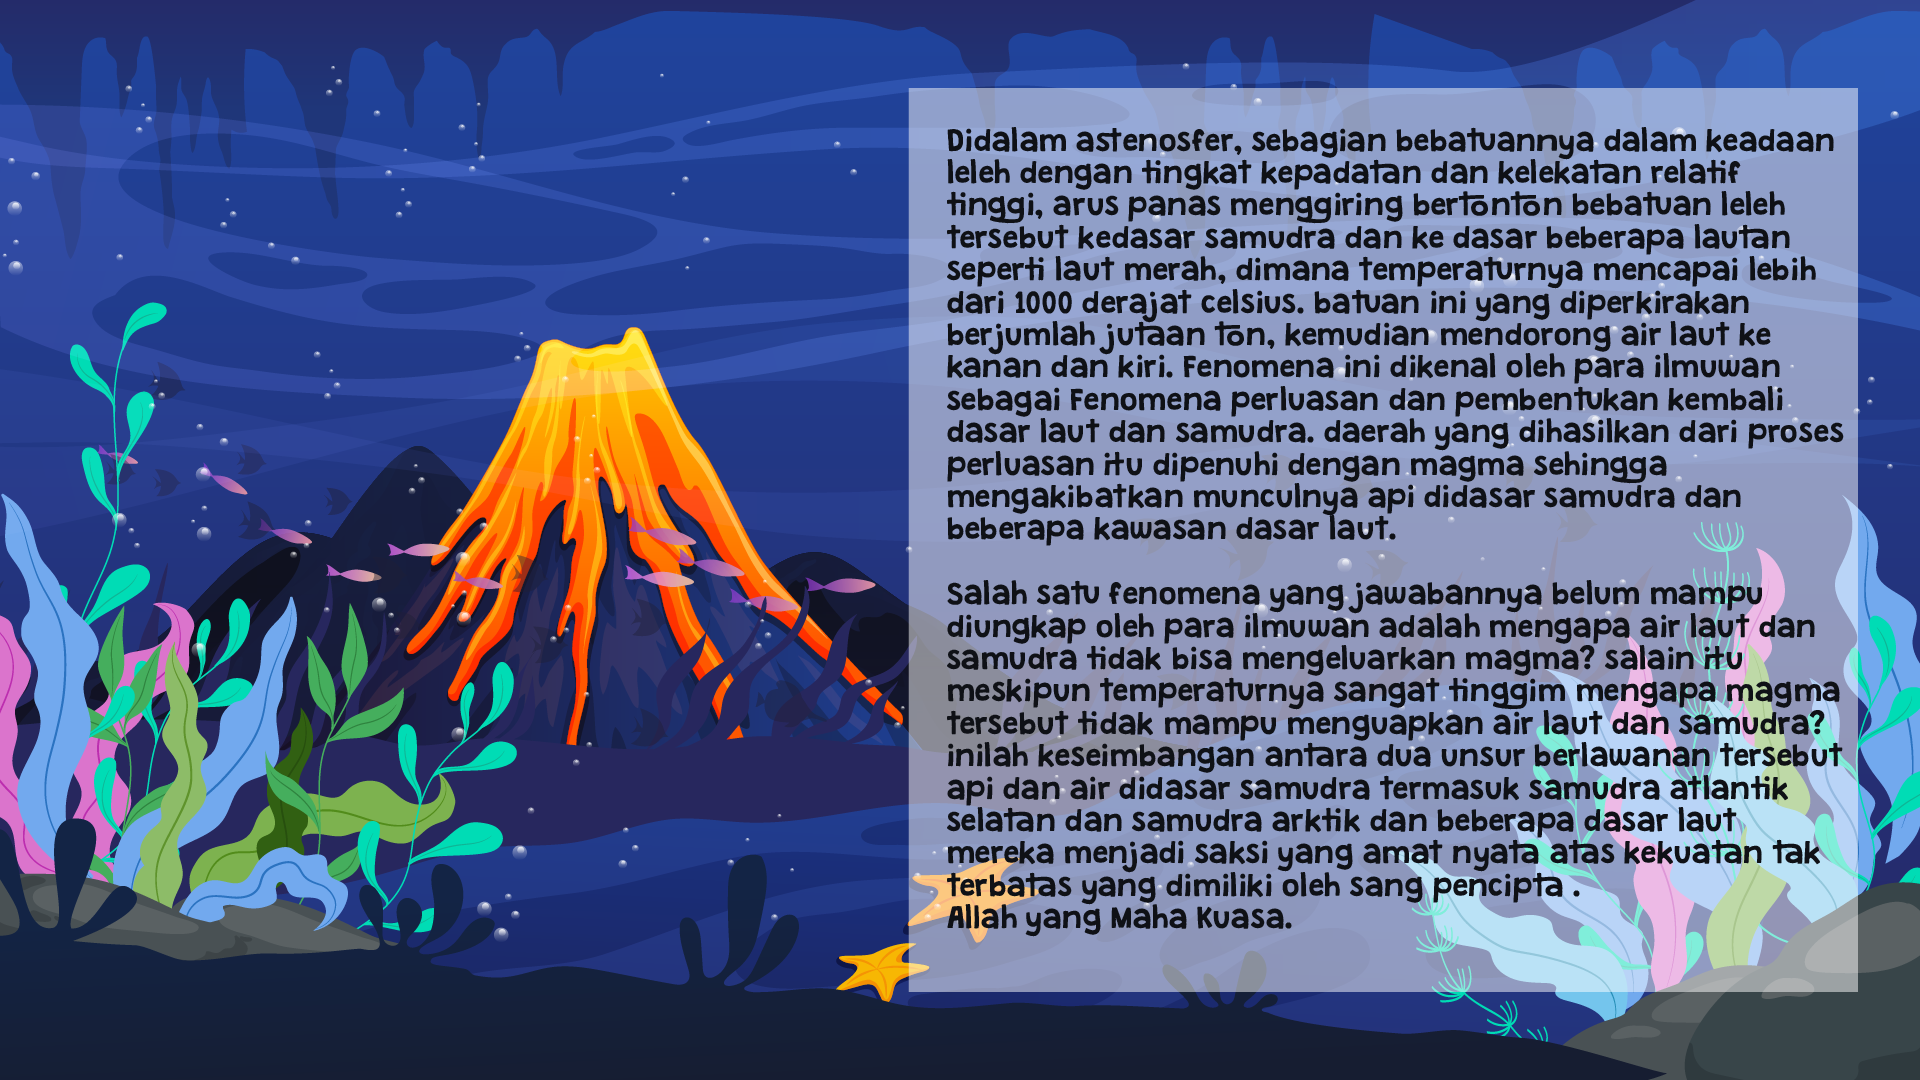 Didalam astenosfer, sebagian bebatuannya dalam keadaan
leleh dengan tingkat kepadatan dan kelekatan relatif
tinggi, arus panas menggiring bertonton bebatuan leleh
tersebut kedasar samudra dan ke dasar beberapa lautan
seperti laut merah, dimana temperaturnya mencapai lebih
dari 1000 derajat celsius. batuan ini yang diperkirakan
berjumlah jutaan ton, kemudian mendorong air laut ke
kanan dan kiri. Fenomena ini dikenal oleh para ilmuwan
sebagai Fenomena perluasan dan pembentukan kembali
dasar laut dan samudra. daerah yang dihasilkan dari proses
perluasan itu dipenuhi dengan magma sehingga
mengakibatkan munculnya api didasar samudra dan
beberapa kawasan dasar laut.
Salah satu fenomena yang jawabannya belum mampu
diungkap oleh para ilmuwan adalah mengapa air laut dan
samudra tidak bisa mengeluarkan magma? salain itu
meskipun temperaturnya sangat tinggim mengapa magma
tersebut tidak mampu menguapkan air laut dan samudra?
inilah keseimbangan antara dua unsur berlawanan tersebut
api dan air didasar samudra termasuk samudra atlantik
selatan dan samudra arktik dan beberapa dasar laut
mereka menjadi saksi yang amat nyata atas kekuatan tak
terbatas yang dimiliki oleh sang pencipta .
Allah yang Maha Kuasa.